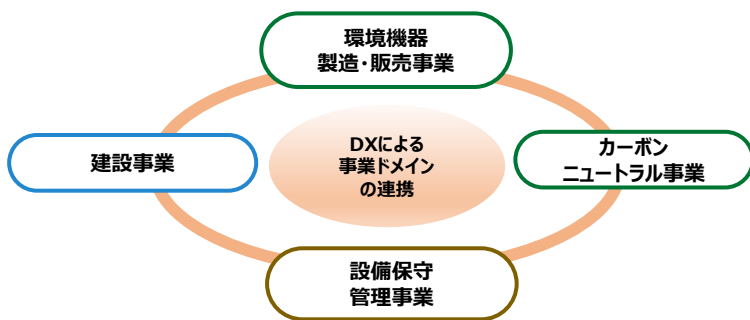 環境機器
製造・販売事業
建設事業
DXによる
事業ドメイン
の連携
カーボン
ニュートラル事業
設備保守
管理事業